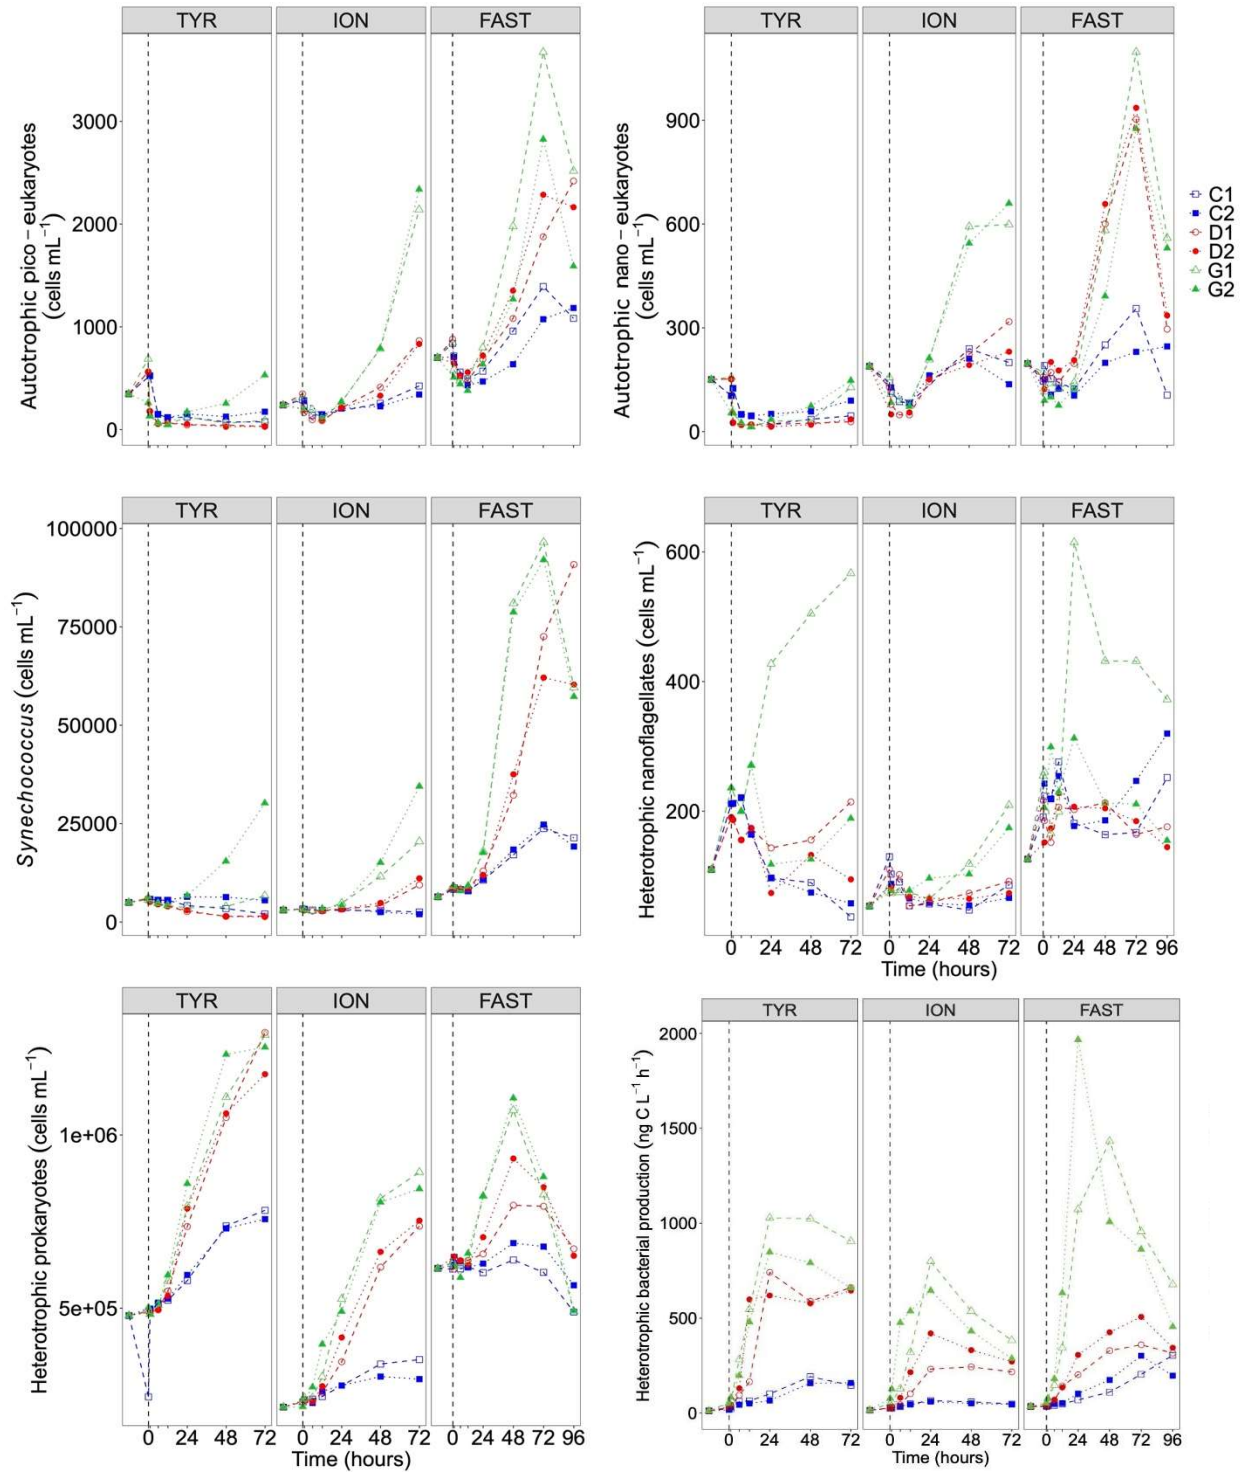 TYR ION FAST
Autotrophic pico−eukaryotes
(cells mL−1)
3000
2000
1000
0
TYR ION FAST
Autotrophic nano−eukaryotes
(cells mL−1)
900
600
300
0
C1
C2
D1
D2
G1
G2
TYR ION FAST
Synechococcus (cells mL−1)
100000
75000
50000
25000
0
TYR ION FAST
Heterotrophic nanoflagellates (cells mL−1)
600
400
200
0 24 48 72 0 24 48 72 0 24 48 72 96
Time (hours)
TYR ION FAST
Heterotrophic prokaryotes (cells mL−1)
1e+06
5e+05
0 24 48 72 0 24 48 72 0 24 48 72 96
Time (hours)
TYR ION FAST
Heterotrophic bacterial production (ng C L−1 h−1)
2000
1500
1000
500
0
0 24 48 72 0 24 48 72 0 24 48 72 96
Time (hours)